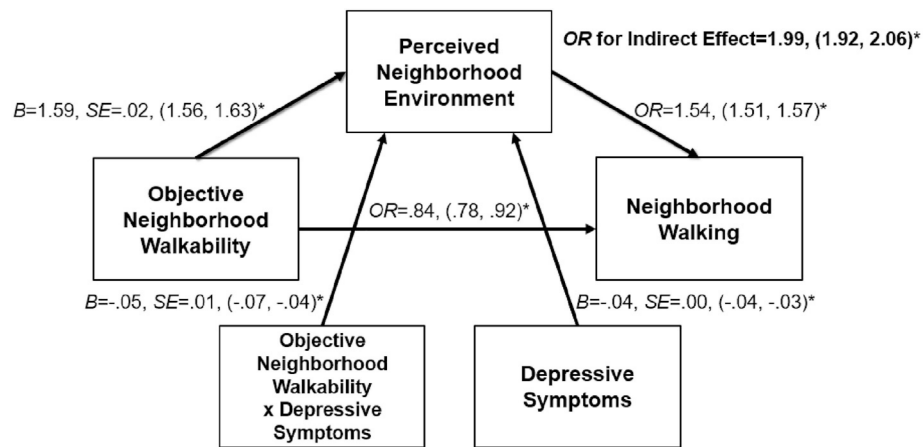 Perceived
Neighborhood
Environment
OR for Indirect Effect=1.99, (1.92, 2.06)*
B=1.59, SE=.02, (1.56, 1.63)*
OR=1.54, (1.51, 1.57)*
Objective
Neighborhood
Walkability
OR=.84, (.78, .92)*
Neighborhood
Walking
B=-.05, SE=.01, (-.07, -.04)*
B=-.04, SE=.00, (-.04, -.03)*
Objective
Neighborhood
Walkability
x Depressive
Symptoms
Depressive
Symptoms